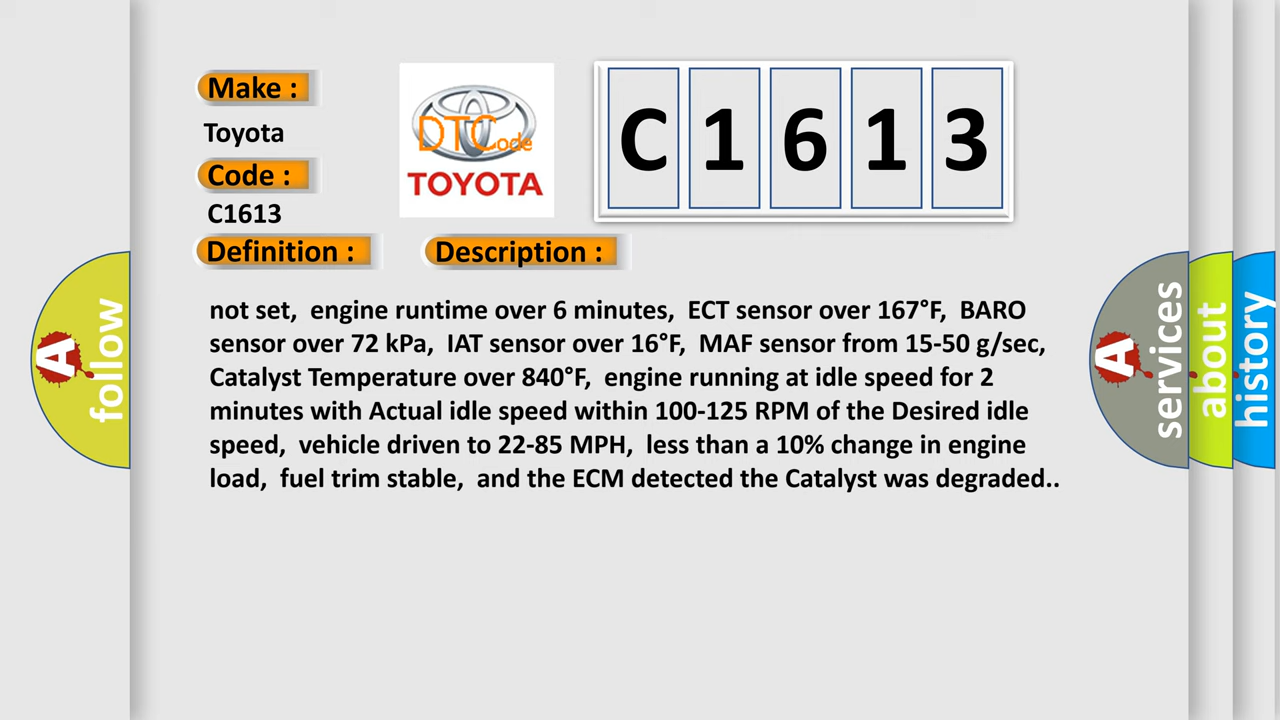 Make :
Toyota
Code :
C1613
Definition :
Description :
DTCode
TOYOTA
C1613
not set,  engine runtime over 6 minutes,  ECT sensor over 167°F,  BARO
sensor over 72 kPa,  IAT sensor over 16°F,  MAF sensor from 15-50 g/sec,
Catalyst Temperature over 840°F,  engine running at idle speed for 2
minutes with Actual idle speed within 100-125 RPM of the Desired idle
speed,  vehicle driven to 22-85 MPH,  less than a 10% change in engine
load,  fuel trim stable,  and the ECM detected the Catalyst was degraded..
A
follow
A
services
about
history